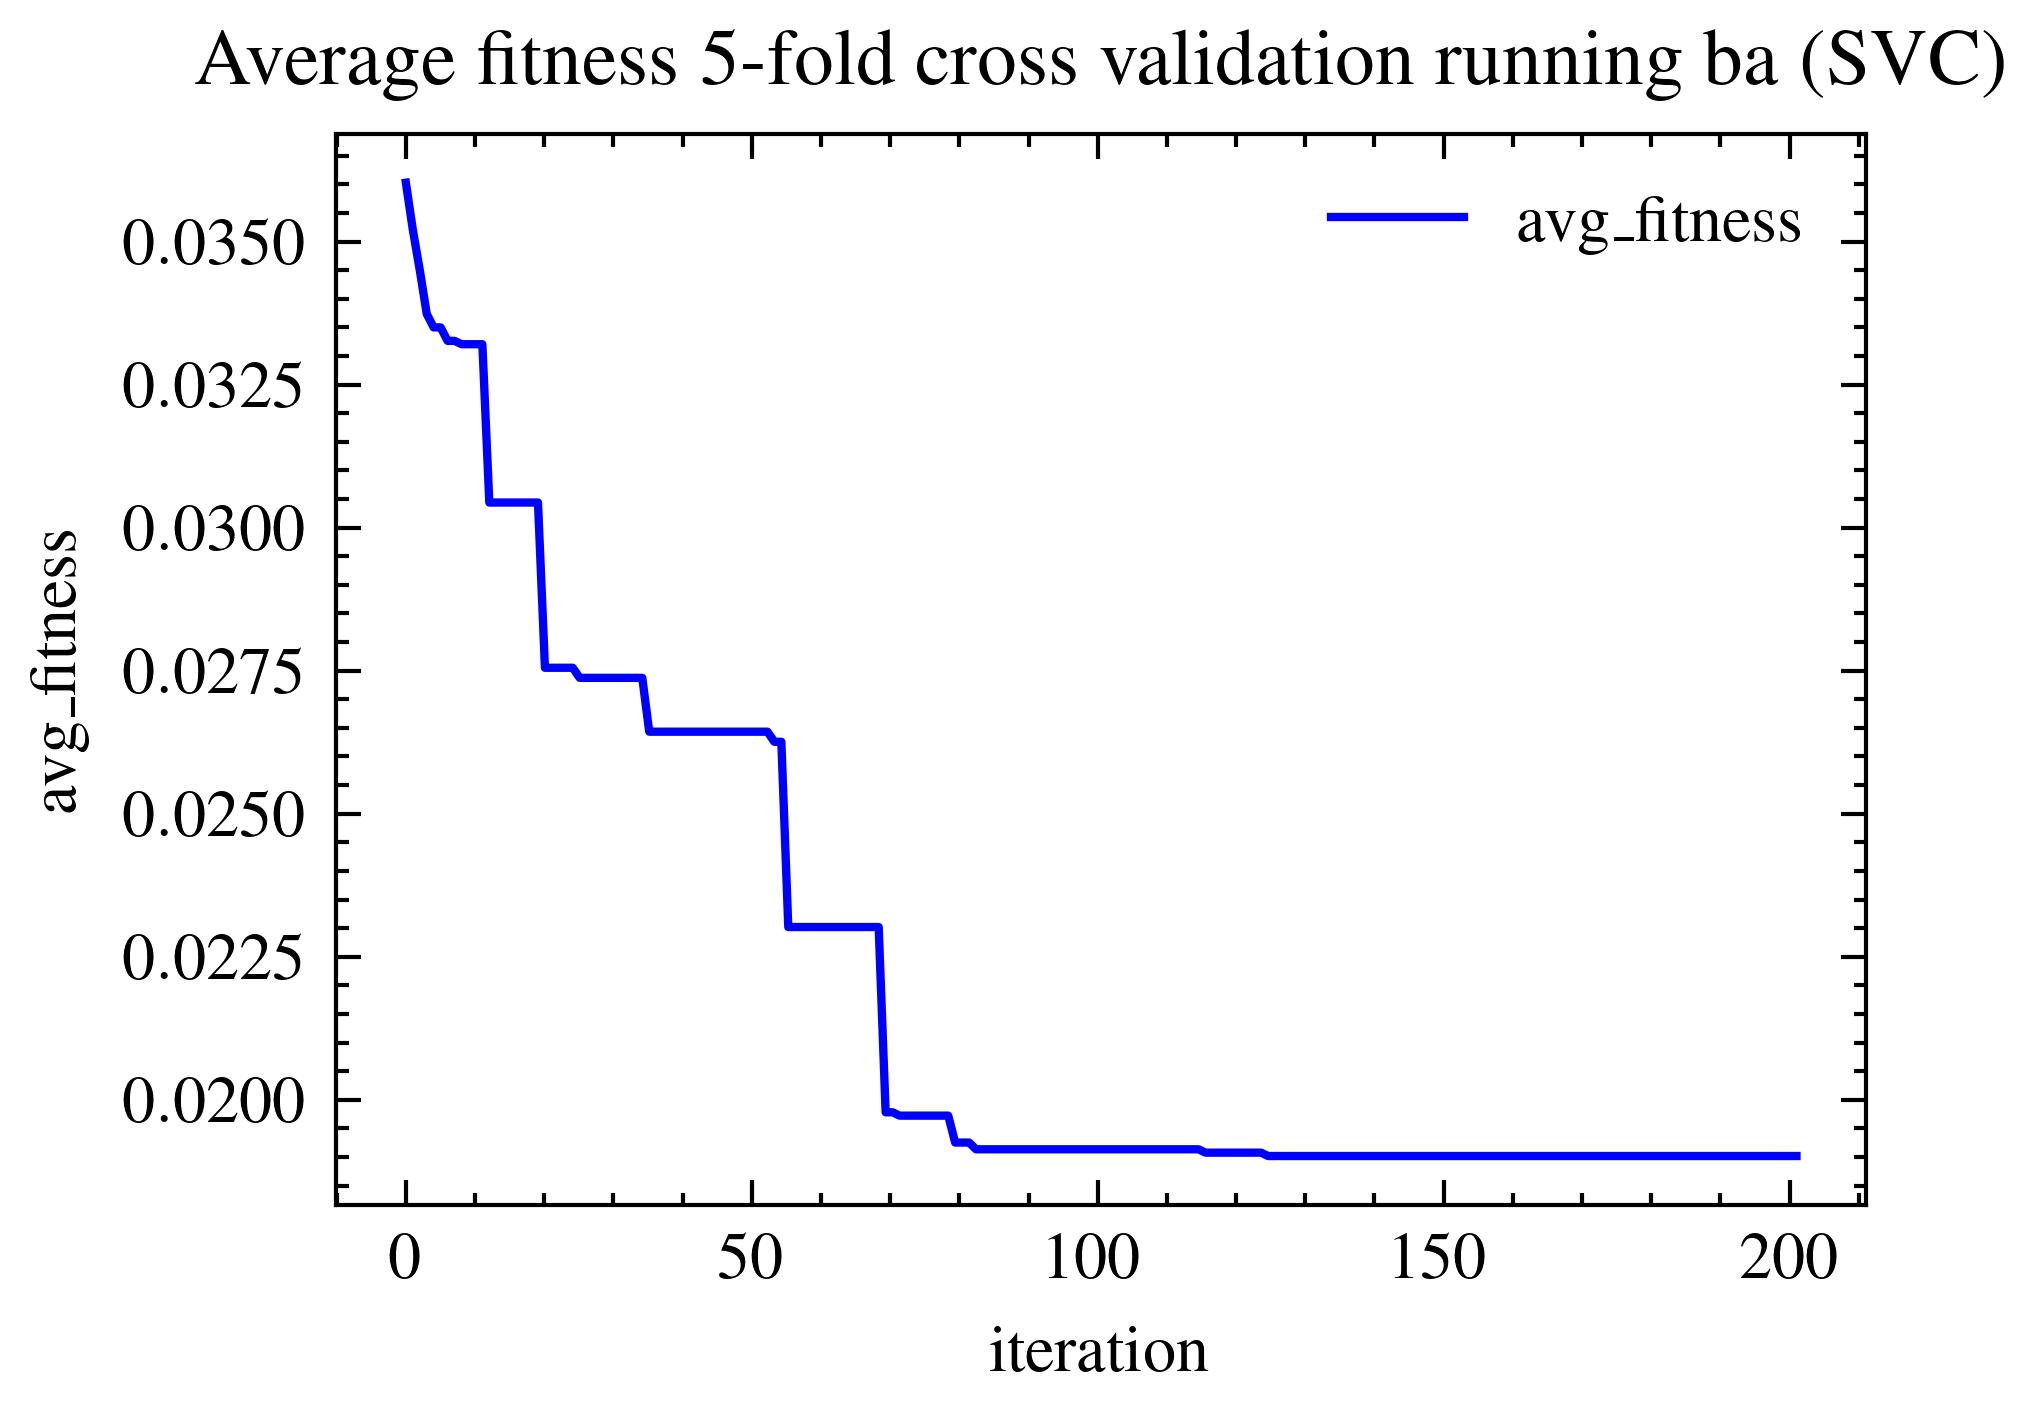 Average fitness 5-fold cross validation running ba (SVC)
avg_fitness
0.0350
0.0325
0.0300
0.0275
0.0250
0.0225
0.0200
avg_fitness
0 50 100 150 200
iteration